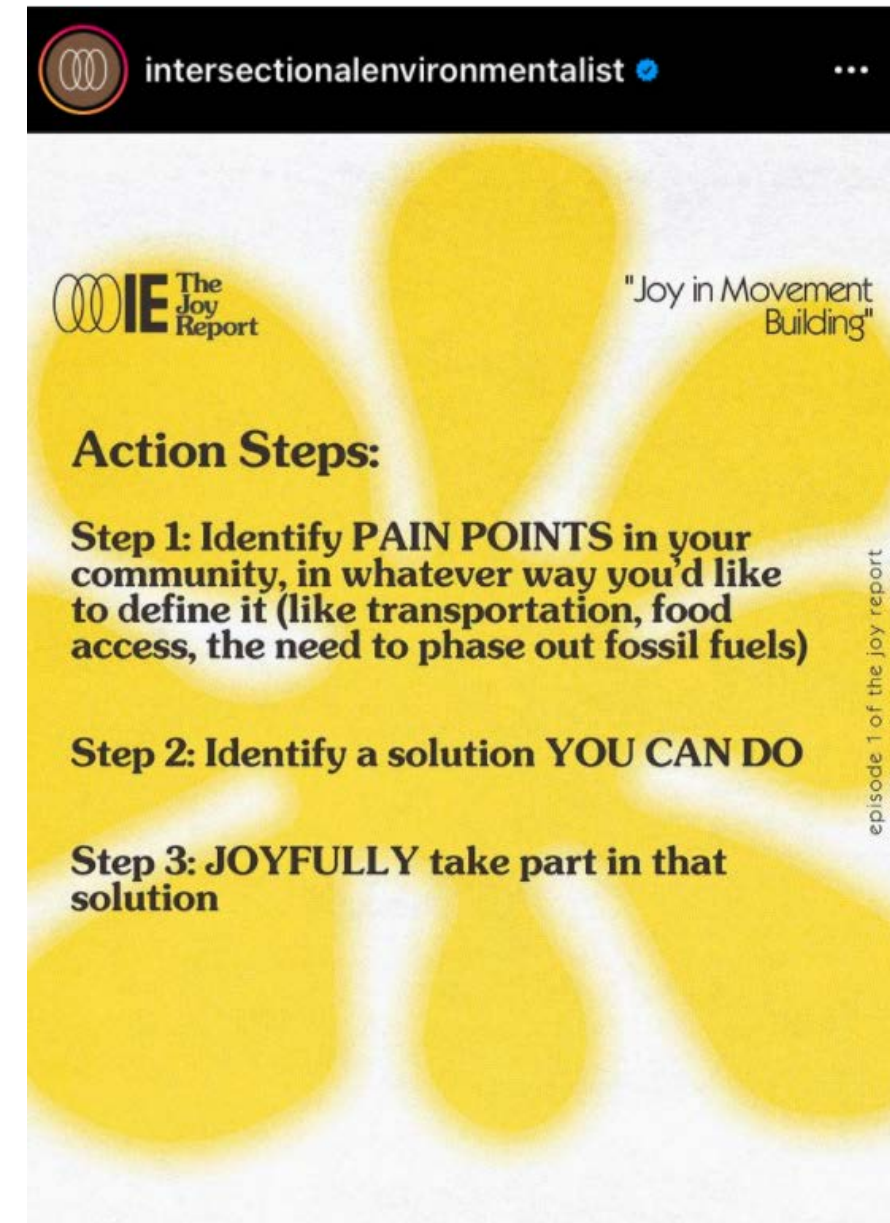 intersectionalenvironmentalist
IE The
Joy
Report
"Joy in Movement
Building"
Action Steps:
Step 1: Identify PAIN POINTS in your
community, in whatever way you'd like
to define it (like transportation, food
access, the need to phase out fossil fuels)
Step 2: Identify a solution YOU CAN DO
Step 3: JOYFULLY take part in that
solution
episode 1 of the joy report